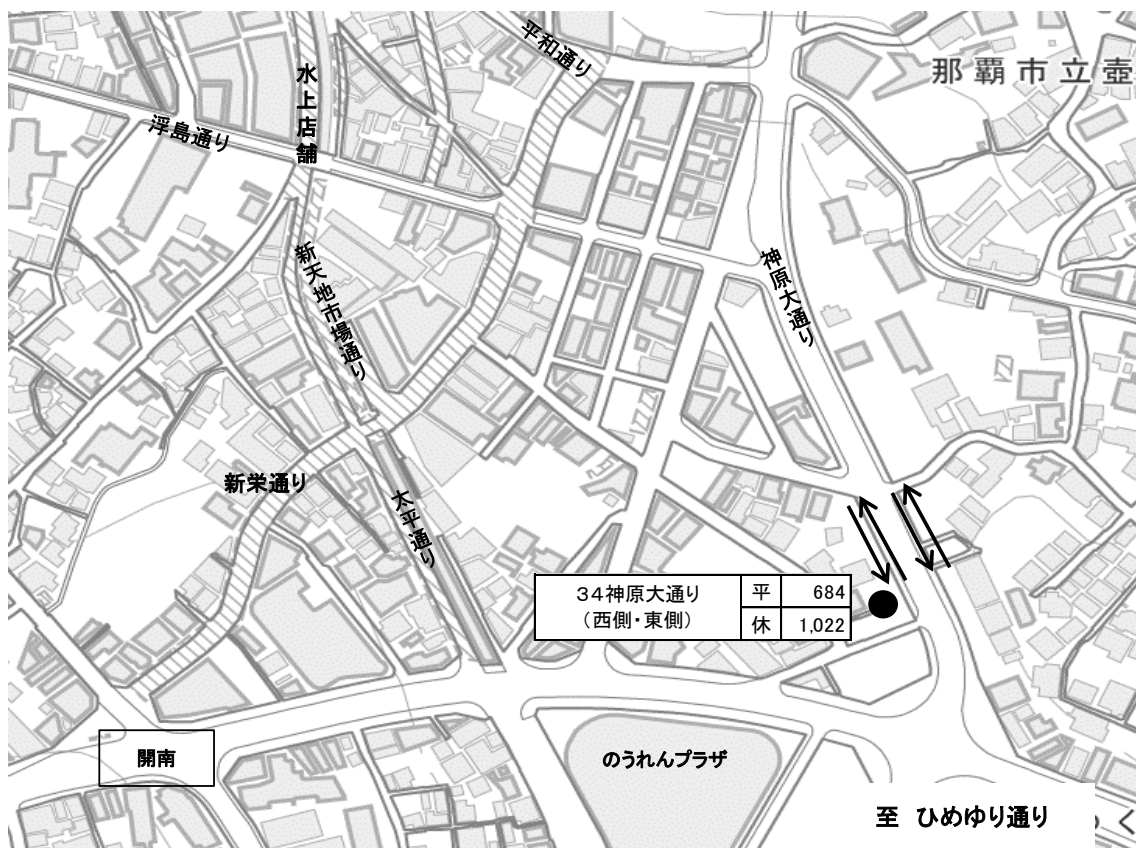 平和通り
那覇市立壺
水上店舗
浮島通り
新天地市場通り
神原大通り
新栄通り
太平通り
34神原大通り
（西側・東側）
平 684
休 1,022
開南
のうれんプラザ
至 ひめゆり通り
く